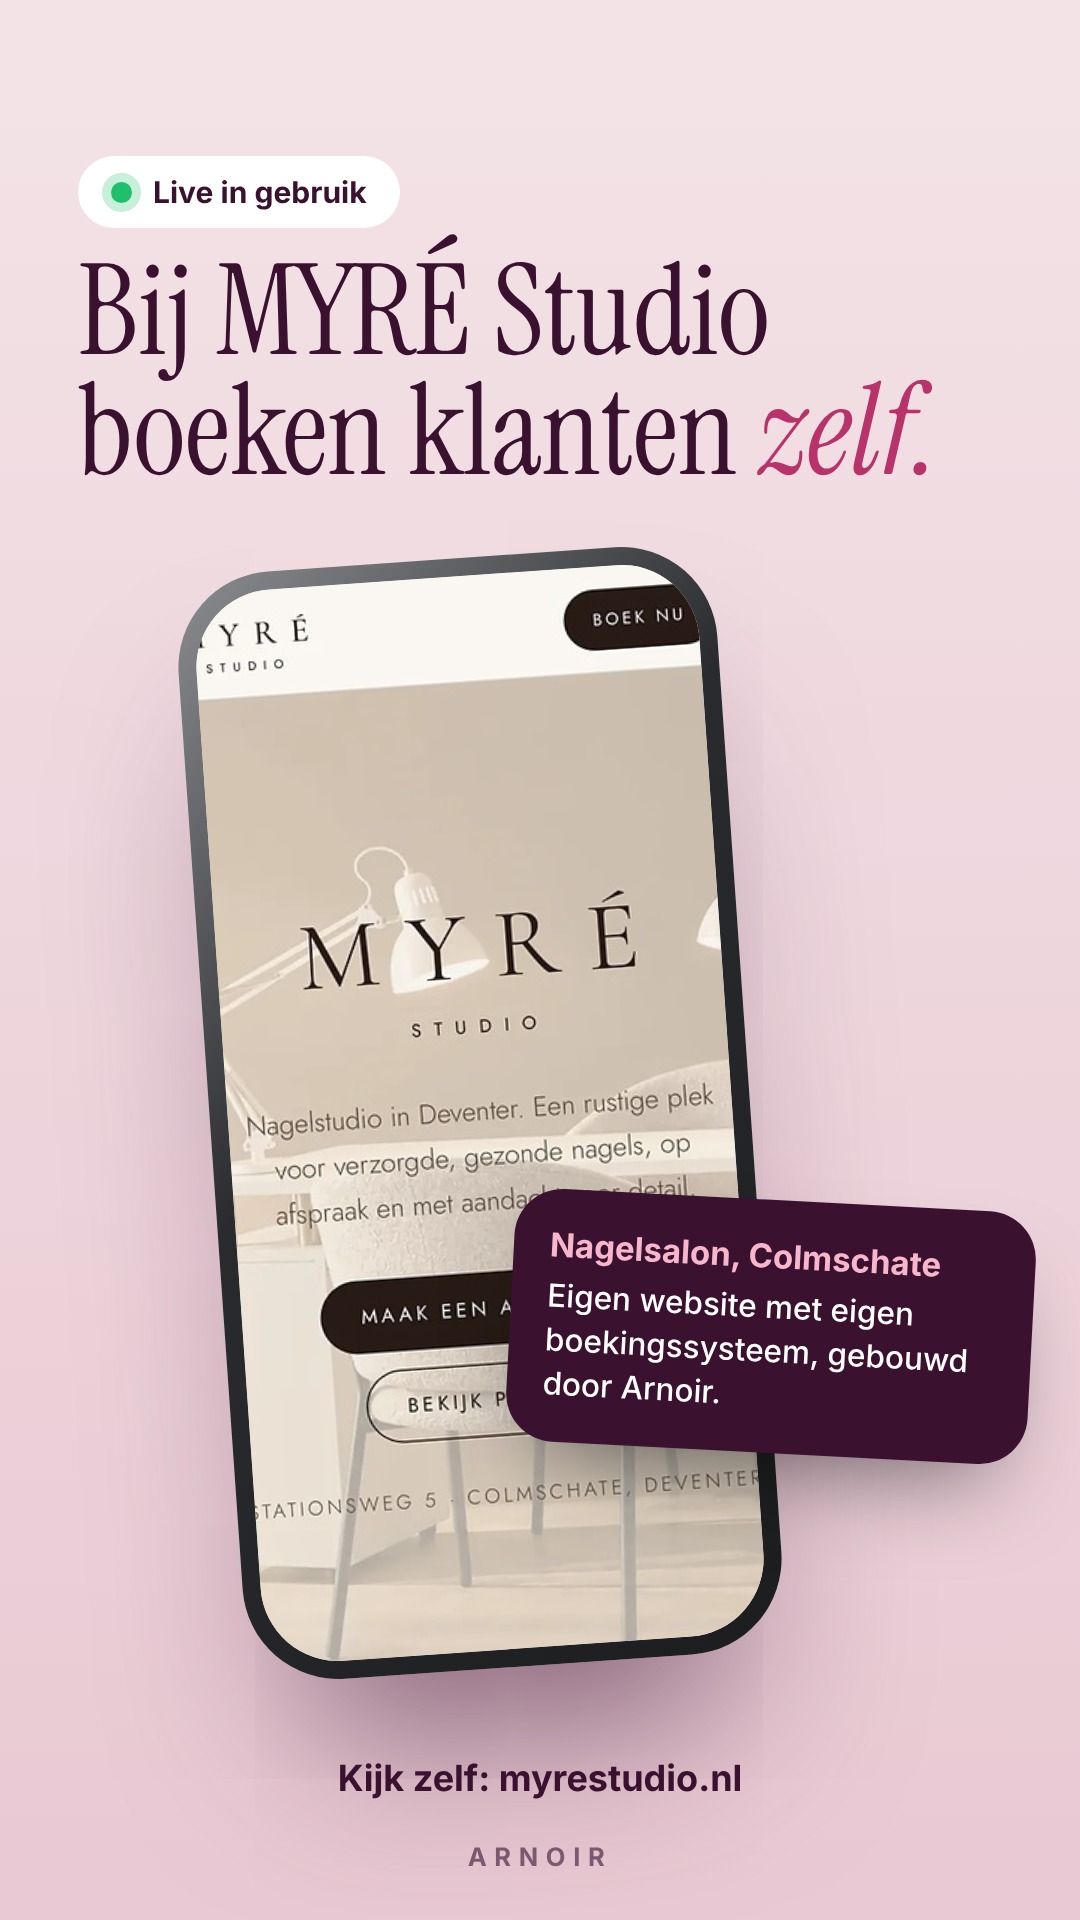 Live in gebruik
Bij MYRÉ Studio
boeken klanten zelf.
YRÉ
STUDIO
BOEK NU
MYRÉ
STUDIO
Nagelstudio in Deventer. Een rustige plek
voor verzorgde, gezonde nagels, op
afspraak en met detail.
MAAK EEN
BEKIJK
STATIONSWEG 5 · COLMSCHATE, DEVENTER
Nagelsalon, Colmschate
Eigen website met eigen
boekingssysteem, gebouwd
door Arnoir.
Kijk zelf: myrestudio.nl
ARNOIR